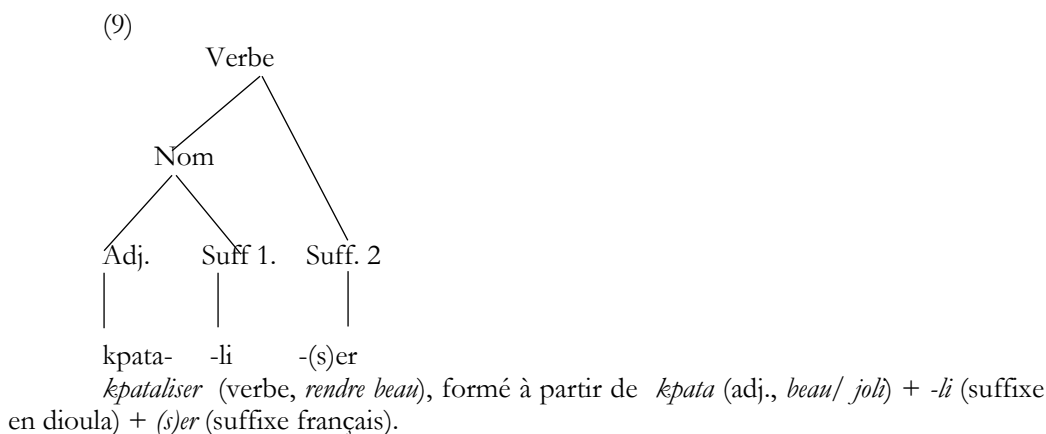 (9)
Verbe
Nom
Adj. Suff 1. Suff. 2
kpata- -li -(s)er
kpataliser (verbe, rendre beau), formé à partir de kpata (adj., beau/ joli) + -li (suffixe
en dioula) + (s)er (suffixe français).